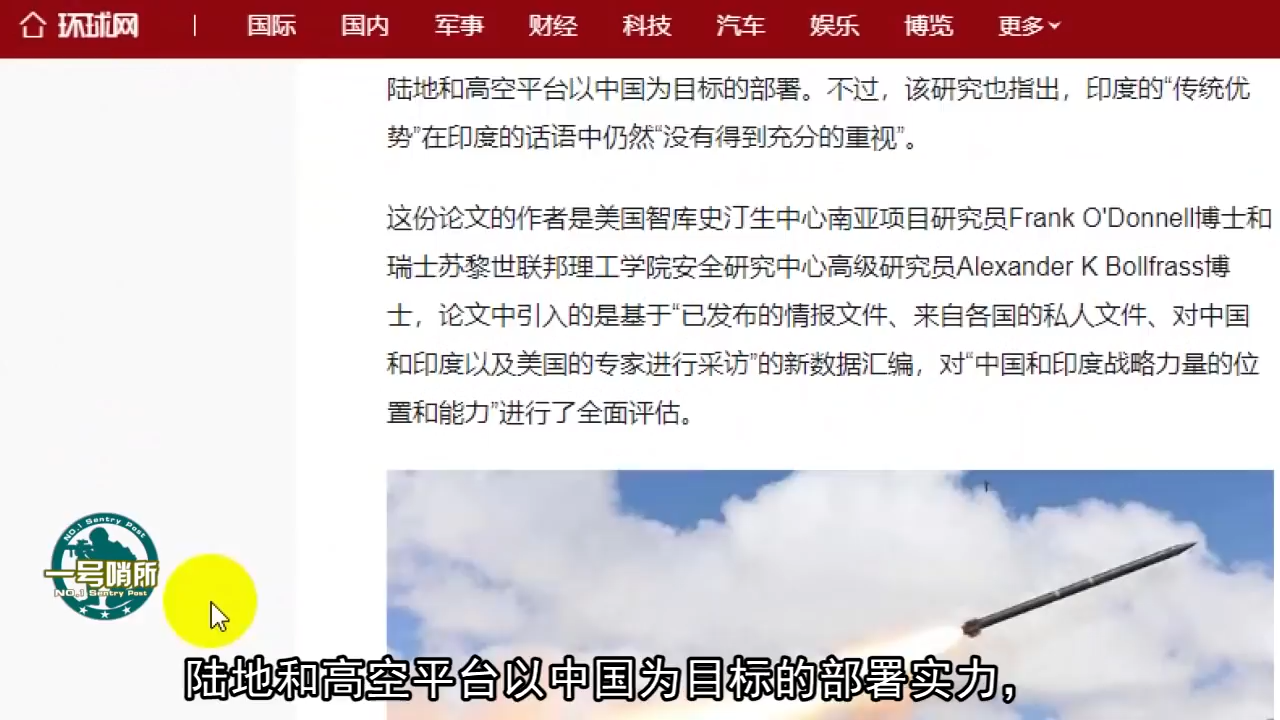 环球网 | 国际 国内 军事 财经 科技 汽车 娱乐 博览 更多
陆地和高空平台以中国为目标的部署。不过，该研究也指出，印度的“传统优
势”在印度的话语中仍然“没有得到充分的重视”。
这份论文的作者是美国智库史汀生中心南亚项目研究员Frank O'Donnell博士和
瑞士苏黎世联邦理工学院安全研究中心高级研究员Alexander K Bollfrass博
士，论文中引入的是基于“已发布的情报文件、来自各国的私人文件、对中国
和印度以及美国的专家进行采访”的新数据汇编，对“中国和印度战略力量的位
置和能力”进行了全面评估。
NO.1 Sentry Post
一号哨所
NO.1 Sentry Post
陆地和高空平台以中国为目标的部署实力，